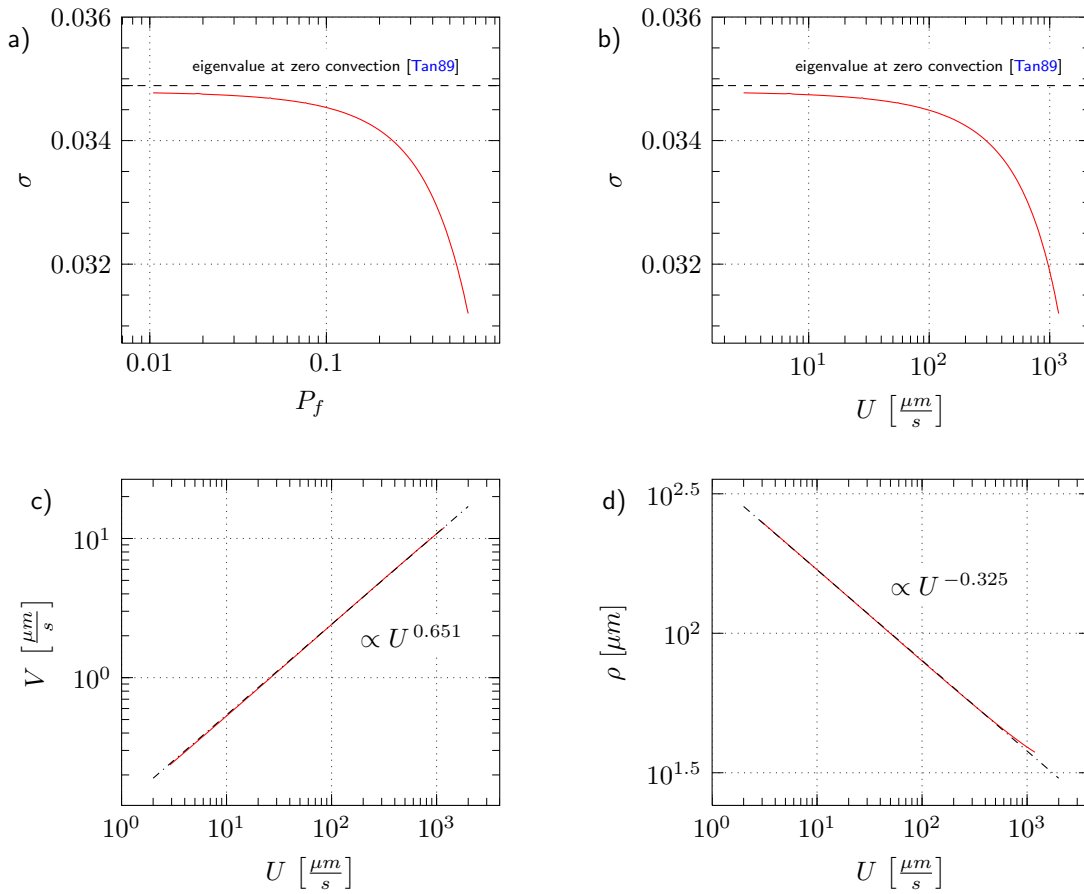 a)
0.036
0.034
0.032
σ
eigenvalue at zero convection [Tan89]
0.01
0.1
P_f
b)
0.036
0.034
0.032
σ
eigenvalue at zero convection [Tan89]
10^1
10^2
10^3
U [μm/s]
c)
10^1
10^0
V [μm/s]
∝ U^0.651
10^0
10^1
10^2
10^3
U [μm/s]
d)
10^2.5
10^2
10^1.5
ρ [μm]
∝ U^−0.325
10^0
10^1
10^2
10^3
U [μm/s]